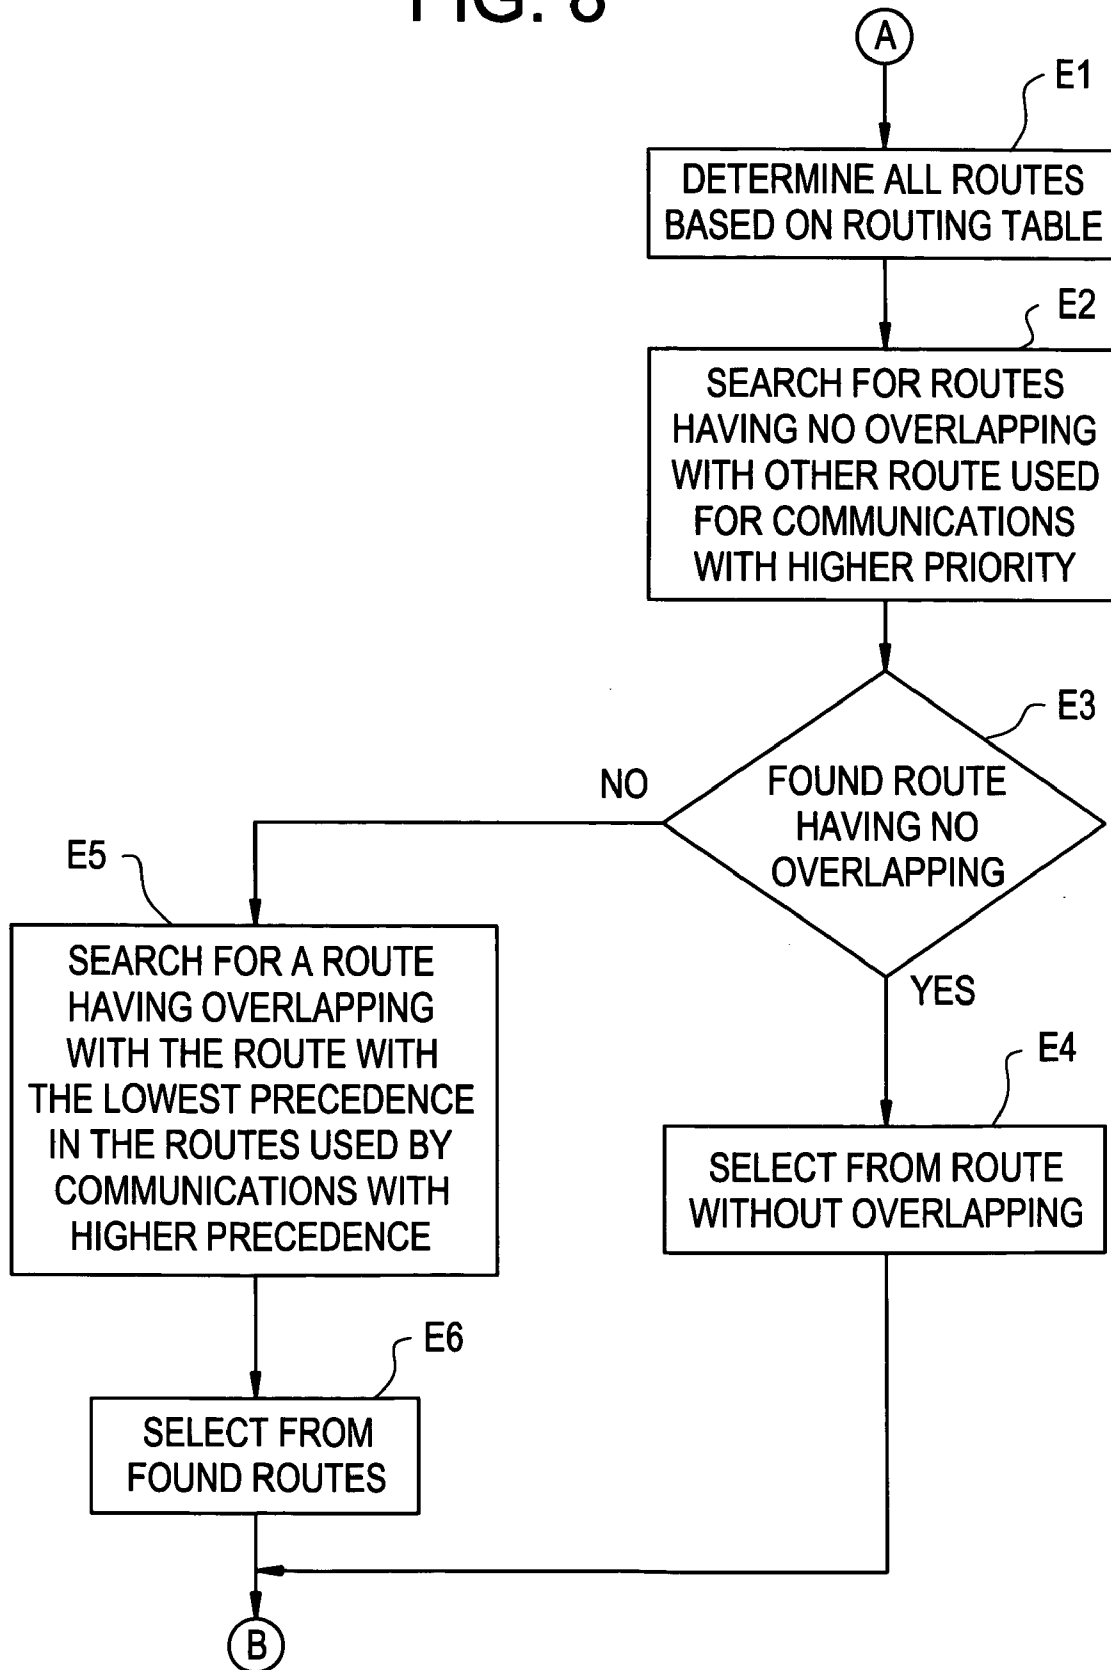 FIG. 8
A
E1
DETERMINE ALL ROUTES
BASED ON ROUTING TABLE
E2
SEARCH FOR ROUTES
HAVING NO OVERLAPPING
WITH OTHER ROUTE USED
FOR COMMUNICATIONS
WITH HIGHER PRIORITY
E3
FOUND ROUTE
HAVING NO
OVERLAPPING
NO
YES
E5
SEARCH FOR A ROUTE
HAVING OVERLAPPING
WITH THE ROUTE WITH
THE LOWEST PRECEDENCE
IN THE ROUTES USED BY
COMMUNICATIONS WITH
HIGHER PRECEDENCE
E4
SELECT FROM ROUTE
WITHOUT OVERLAPPING
E6
SELECT FROM
FOUND ROUTES
B